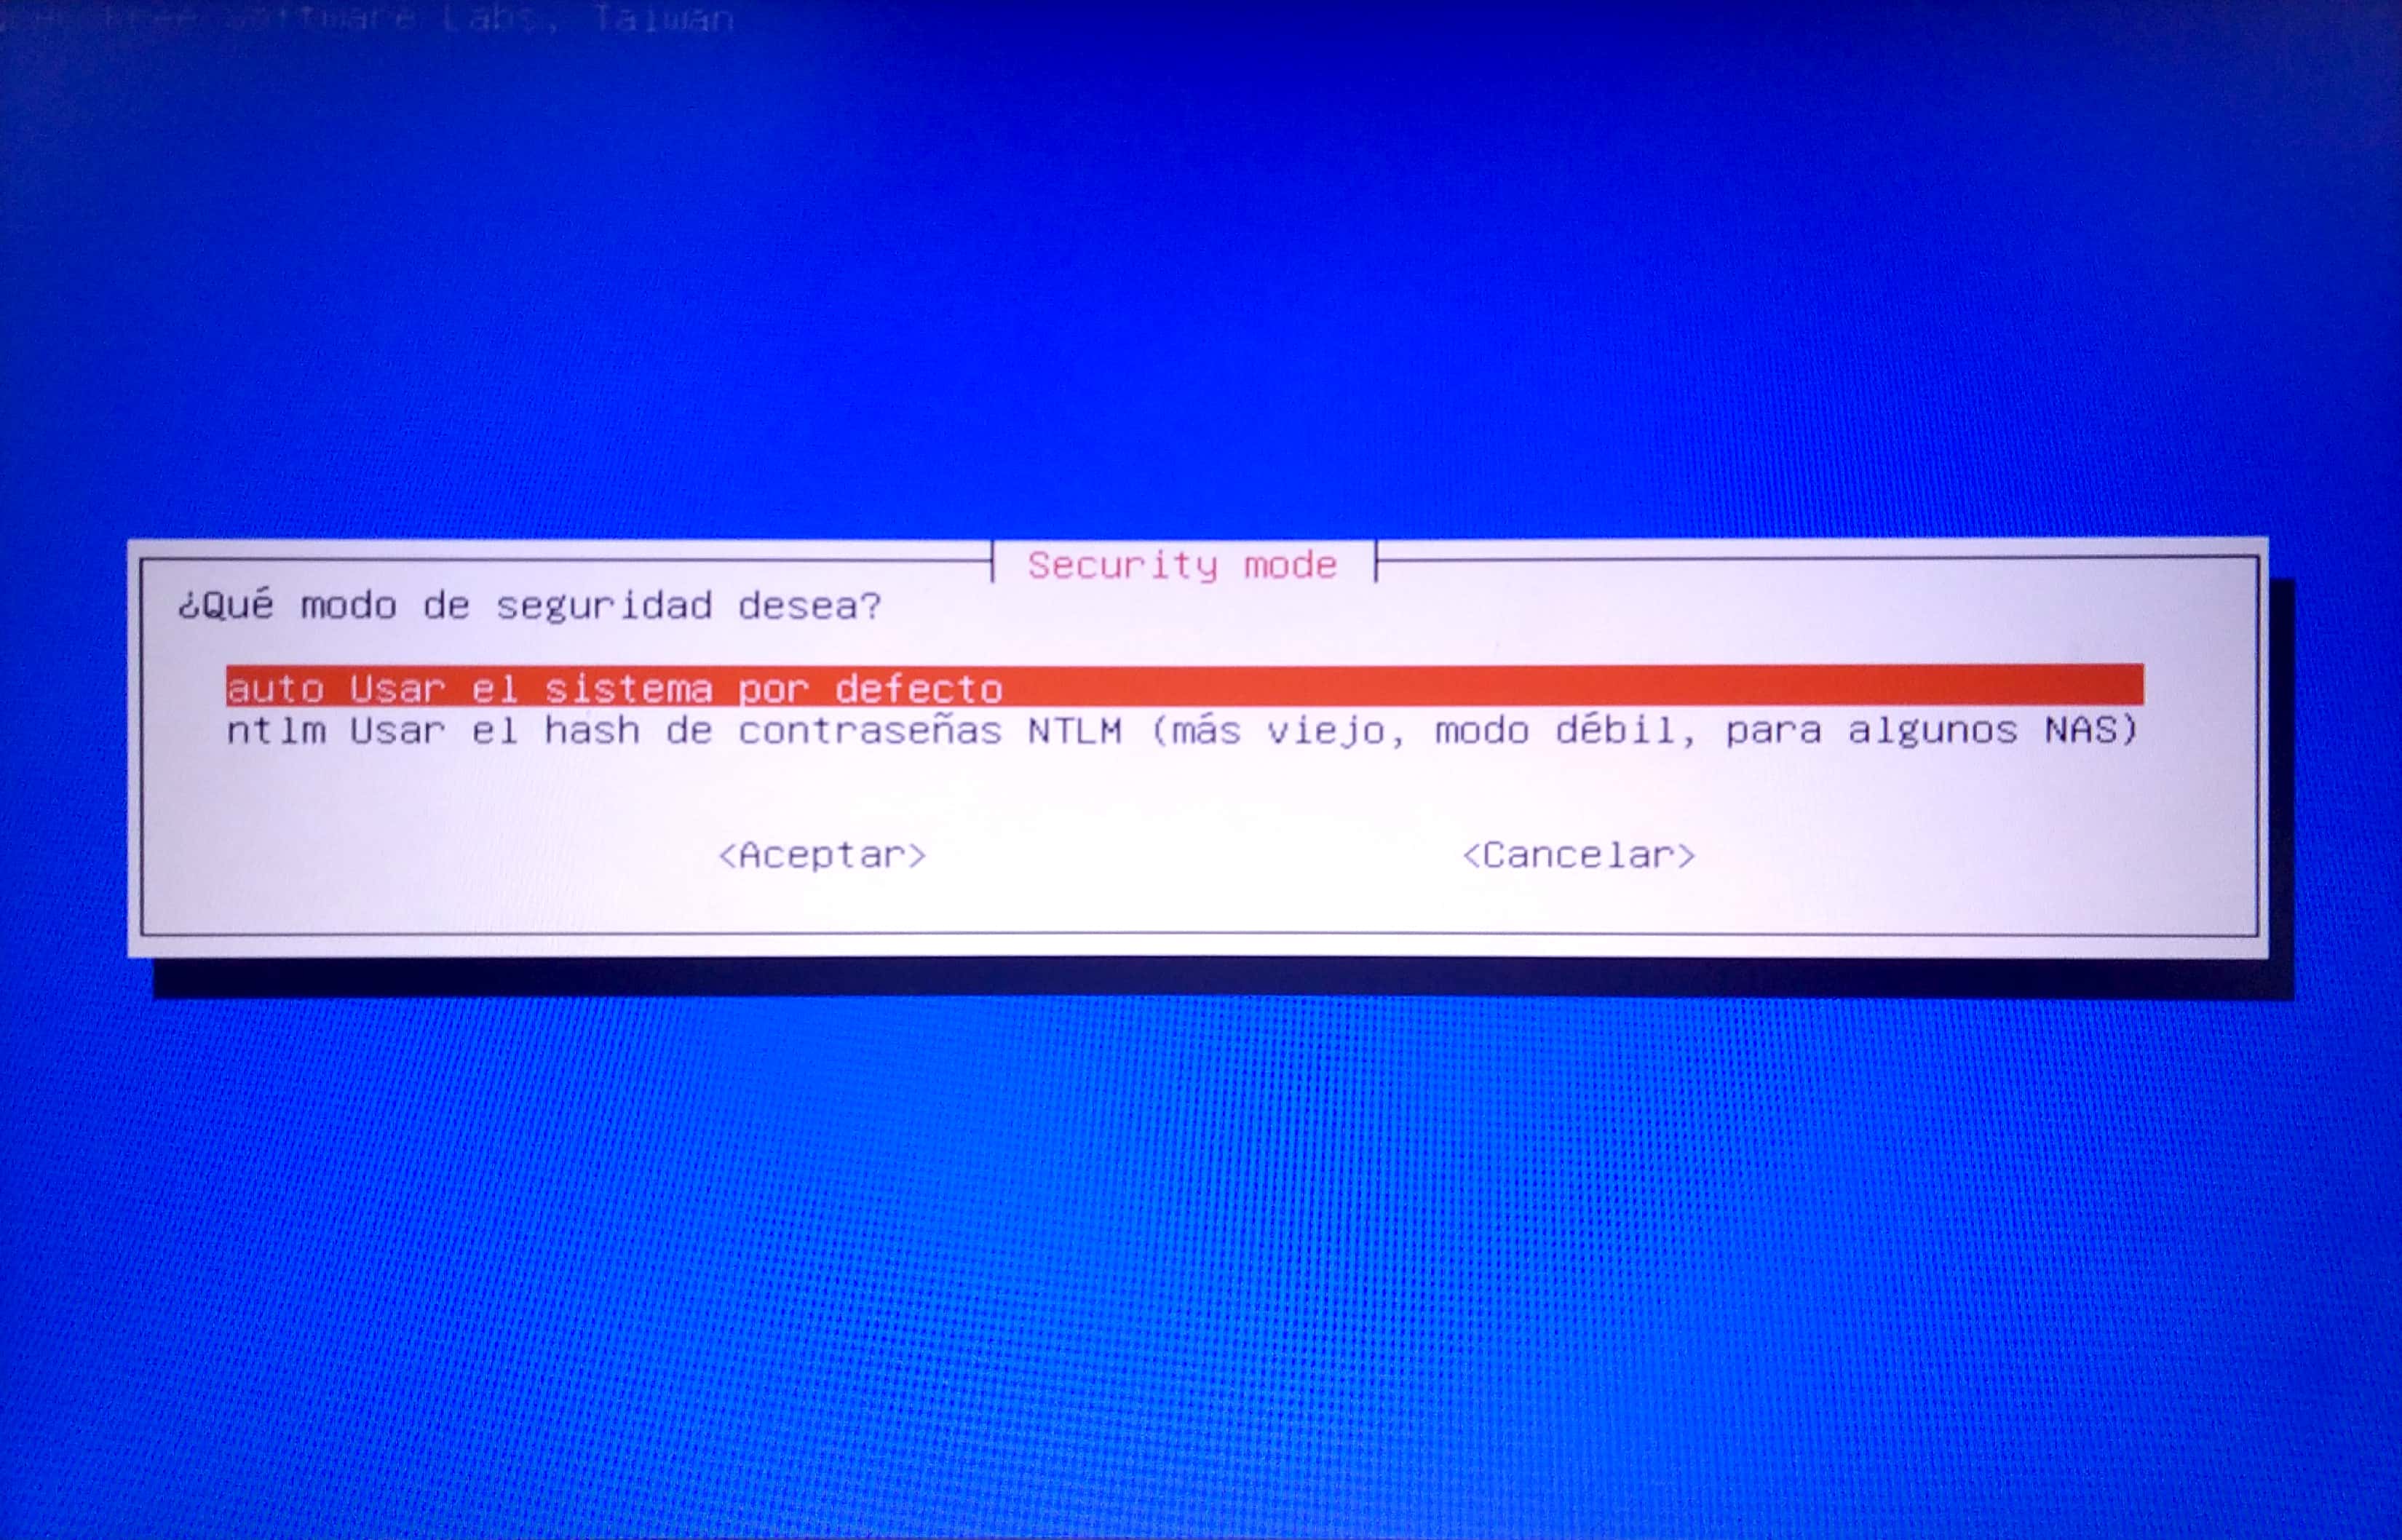 Free Software Labs, Taiwan
Security mode
¿Qué modo de seguridad desea?
auto Usar el sistema por defecto
ntlm Usar el hash de contraseñas NTLM (más viejo, modo débil, para algunos NAS)
<Aceptar> <Cancelar>